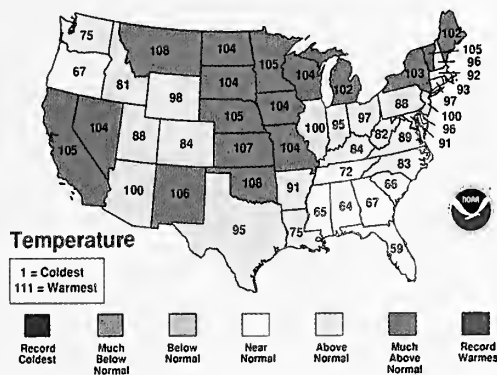 102
75
108 104 105 105
67 104 104 103 96
81 98 102 92
105 104 97 88 93
105 104 88 84 107 104 100 95 82 89 97
100
84 96
100 106 108 91 72 83 91
66
95 75 65 64 67
59
NOAA
Temperature
1 = Coldest
111 = Warmest
Record Coldest
Much Below Normal
Below Normal
Near Normal
Above Normal
Much Above Normal
Record Warmest